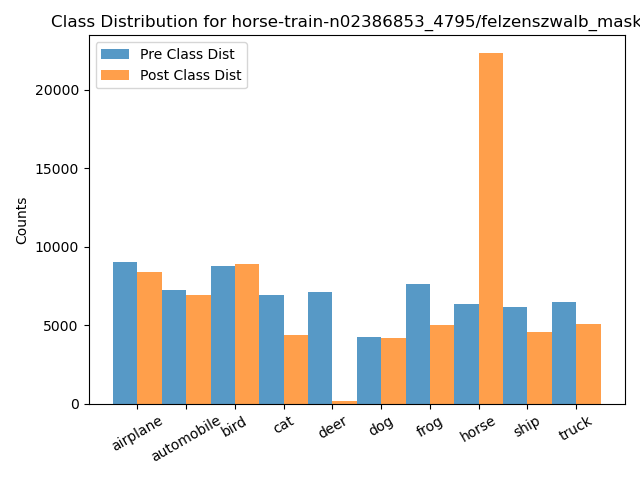 Class Distribution for horse-train-n02386853_4795/felzenszwalb_mask
Pre Class Dist
Post Class Dist
Counts
20000
15000
10000
5000
0
airplane
automobile
bird
cat
deer
dog
frog
horse
ship
truck